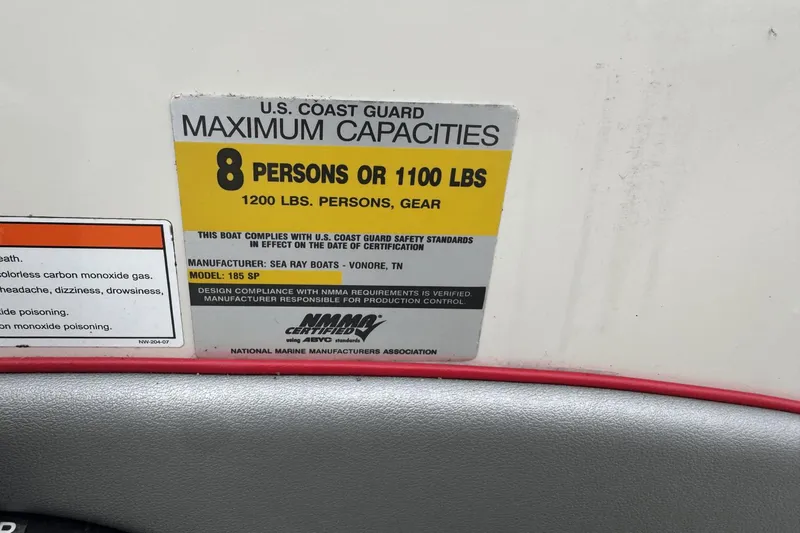 U.S. COAST GUARD
MAXIMUM CAPACITIES
8 PERSONS OR 1100 LBS
1200 LBS. PERSONS, GEAR
THIS BOAT COMPLIES WITH U.S. COAST GUARD SAFETY STANDARDS
IN EFFECT ON THE DATE OF CERTIFICATION
MANUFACTURER: SEA RAY BOATS - VONORE, TN
MODEL: 185 SP
DESIGN COMPLIANCE WITH NMMA REQUIREMENTS IS VERIFIED.
MANUFACTURER RESPONSIBLE FOR PRODUCTION CONTROL.
NMMA
CERTIFIED
using ABYC standards
NATIONAL MARINE MANUFACTURERS ASSOCIATION
eath.
olorless carbon monoxide gas.
headache, dizziness, drowsiness,
ide poisoning.
on monoxide poisoning.
NW-204-07